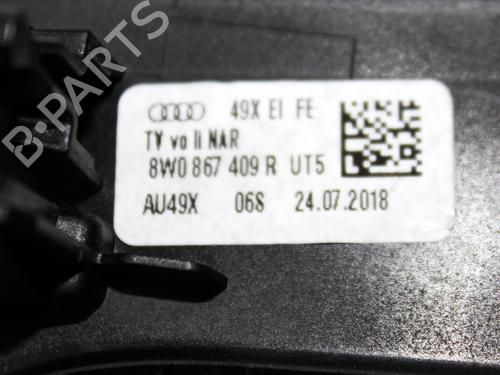 B-PARTS
49X EI FE
TV vo li NAR
8W0 867 409 R UT5
AU49X 06S 24.07.2018